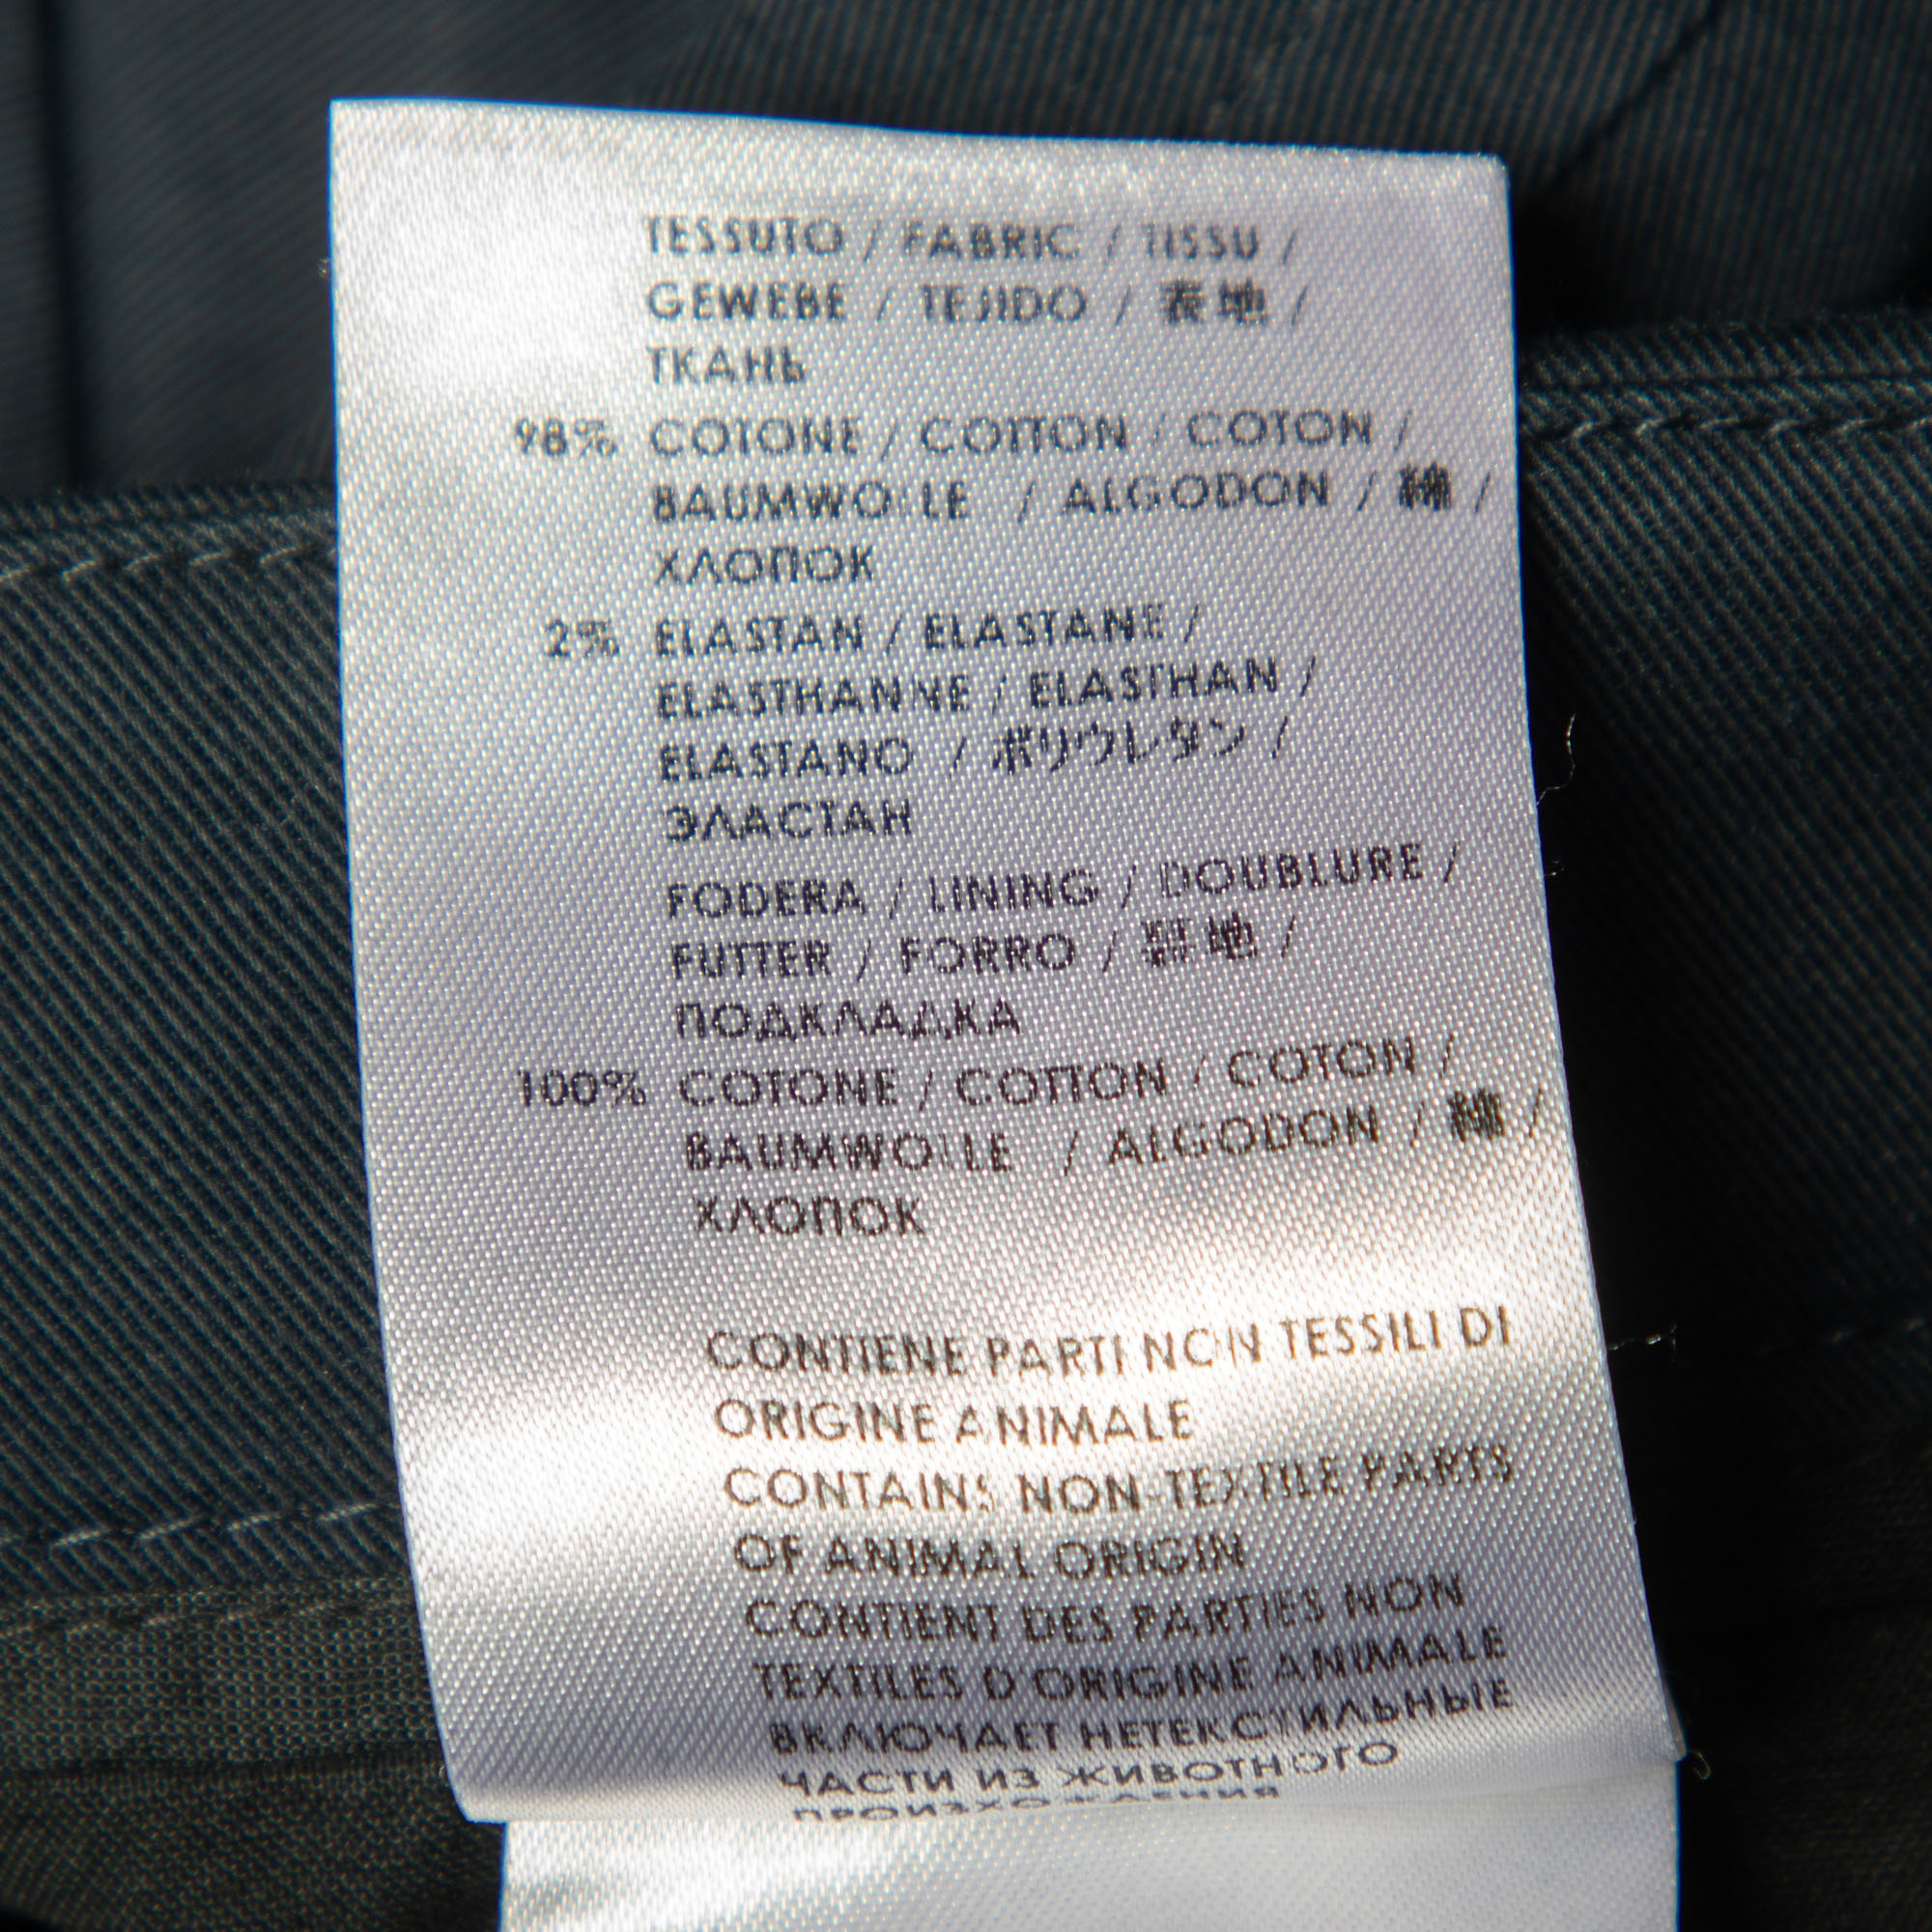 TESSUTO / FABRIC / TISSU /
GEWEBE / TEJIDO / 表地 /
ТКАНЬ
98% COTONE / COTTON / COTON /
BAUMWOLLE / ALGODON / 綿 /
ХЛОПОК
2% ELASTAN / ELASTANE /
ELASTHANNE / ELASTHAN /
ELASTANO / ポリウレタン /
ЭЛАСТАН
FODERA / LINING / DOUBLURE /
FUTTER / FORRO / 裏地 /
ПОДКЛАДКА
100% COTONE / COTTON / COTON /
BAUMWOLLE / ALGODON / 綿 /
ХЛОПОК
CONTIENE PARTI NON TESSILI DI
ORIGINE ANIMALE
CONTAINS NON-TEXTILE PARTS
OF ANIMAL ORIGIN
CONTIENT DES PARTIES NON
TEXTILES D'ORIGINE ANIMALE
ВКЛЮЧАЕТ НЕТЕКСТИЛЬНЫЕ
ЧАСТИ ИЗ ЖИВОТНОГО
ПРОИЗХОЖДЕНИЯ